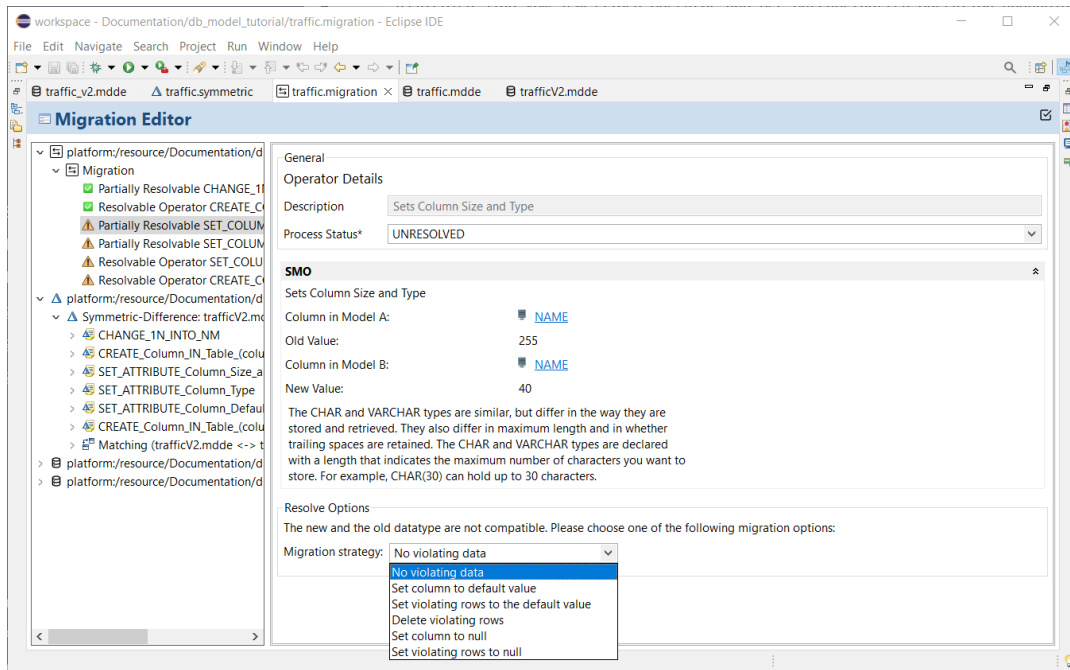 workspace - Documentation/db_model_tutorial/traffic.migration - Eclipse IDE
File Edit Navigate Search Project Run Window Help
traffic_v2.mdde traffic.symmetric traffic.migration traffic.mdde trafficV2.mdde
Migration Editor
platform:/resource/Documentation/d
Migration
Partially Resolvable CHANGE_1N
Resolvable Operator CREATE_CO
Partially Resolvable SET_COLUM
Partially Resolvable SET_COLUM
Resolvable Operator SET_COLU
Resolvable Operator CREATE_CO
platform:/resource/Documentation/d
Symmetric-Difference: trafficV2.md
CHANGE_1N_INTO_NM
CREATE_Column_IN_Table_(colu
SET_ATTRIBUTE_Column_Size_a
SET_ATTRIBUTE_Column_Type
SET_ATTRIBUTE_Column_Defaul
CREATE_Column_IN_Table_(colu
Matching (trafficV2.mdde <-> t
platform:/resource/Documentation/d
platform:/resource/Documentation/d
General
Operator Details
Description Sets Column Size and Type
Process Status* UNRESOLVED
SMO
Sets Column Size and Type
Column in Model A: NAME
Old Value: 255
Column in Model B: NAME
New Value: 40
The CHAR and VARCHAR types are similar, but differ in the way they are
stored and retrieved. They also differ in maximum length and in whether
trailing spaces are retained. The CHAR and VARCHAR types are declared
with a length that indicates the maximum number of characters you want to
store. For example, CHAR(30) can hold up to 30 characters.
Resolve Options
The new and the old datatype are not compatible. Please choose one of the following migration options:
Migration strategy: No violating data
No violating data
Set column to default value
Set violating rows to the default value
Delete violating rows
Set column to null
Set violating rows to null